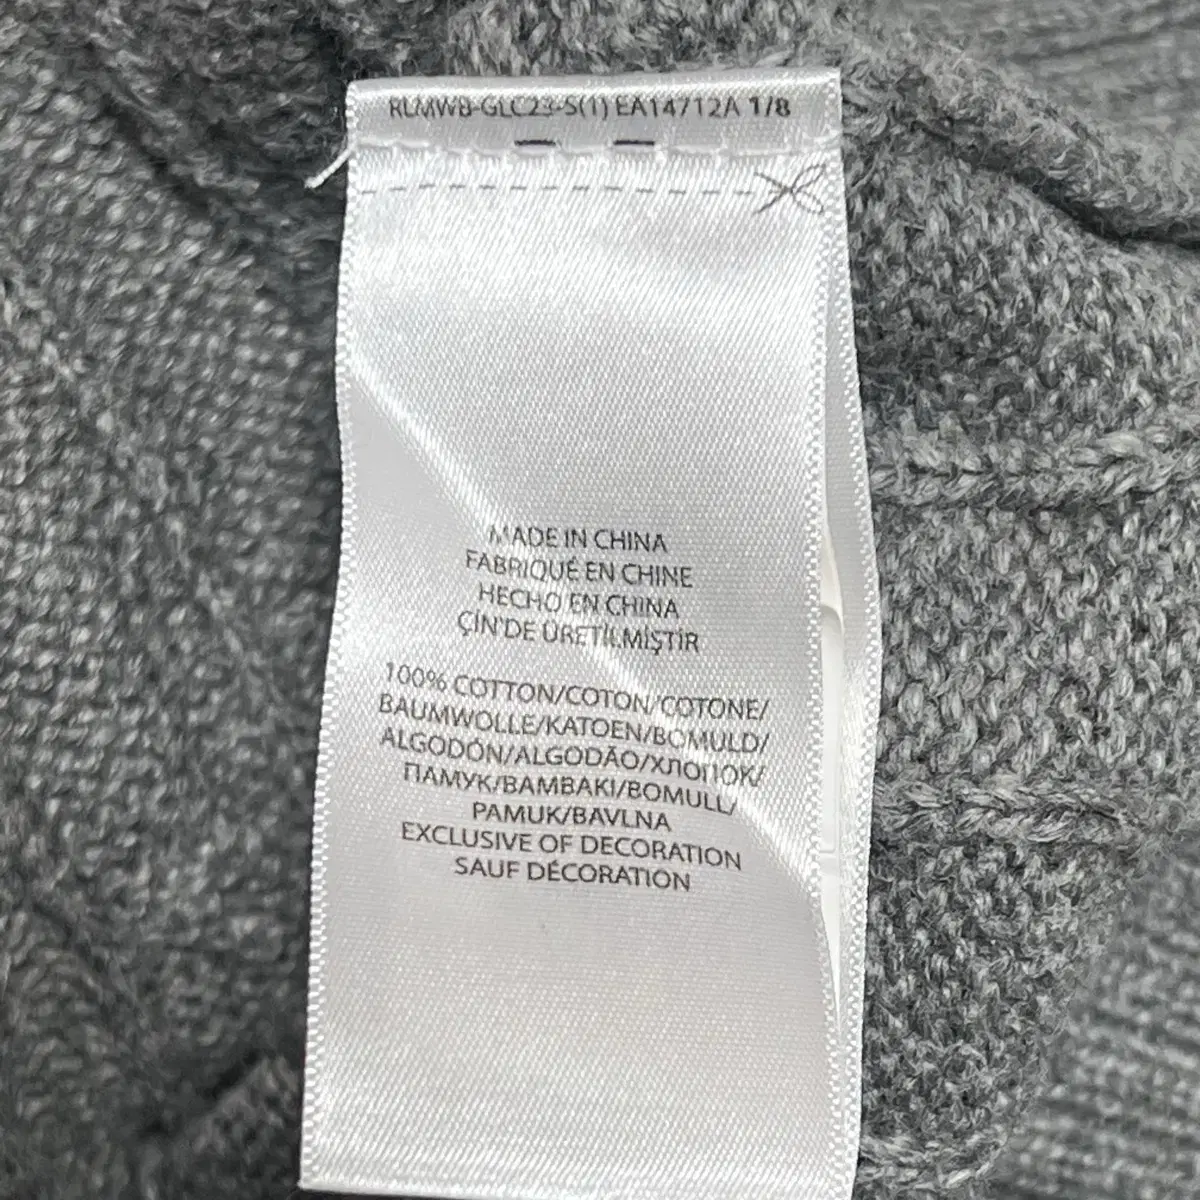 RLMWB-GLC23-S(1) EA14712A 1/8
MADE IN CHINA
FABRIQUÉ EN CHINE
HECHO EN CHINA
ÇİN'DE ÜRETİLMİŞTİR
100% COTTON/COTON/COTONE/
BAUMWOLLE/KATOEN/BOMULD/
ALGODÓN/ALGODÃO/ХЛОПОК/
ПАМУК/BAMBAKI/BOMULL/
PAMUK/BAVLNA
EXCLUSIVE OF DECORATION
SAUF DÉCORATION